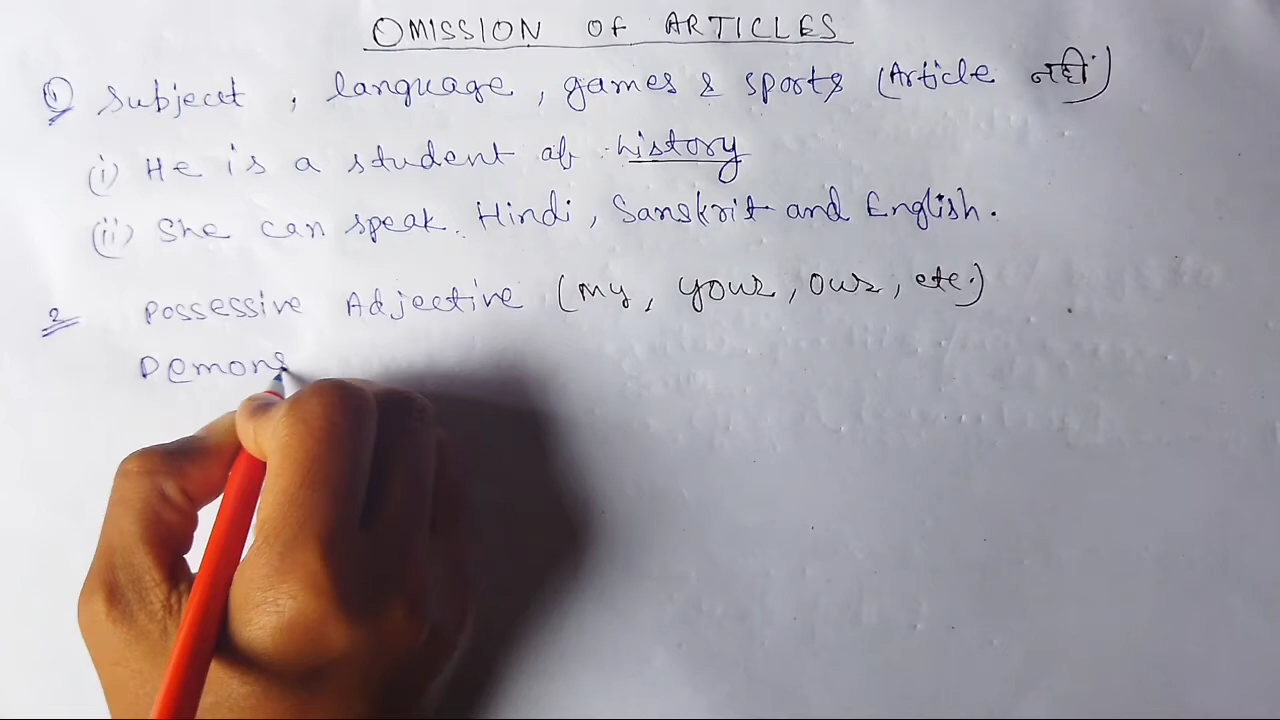 OMISSION OF ARTICLES
① Subject, language, games & sports (Article नहीं)
(i) He is a student of history
(ii) She can speak Hindi, Sanskrit and English.
2 Possessive Adjective (My, your, our, etc.)
Demons